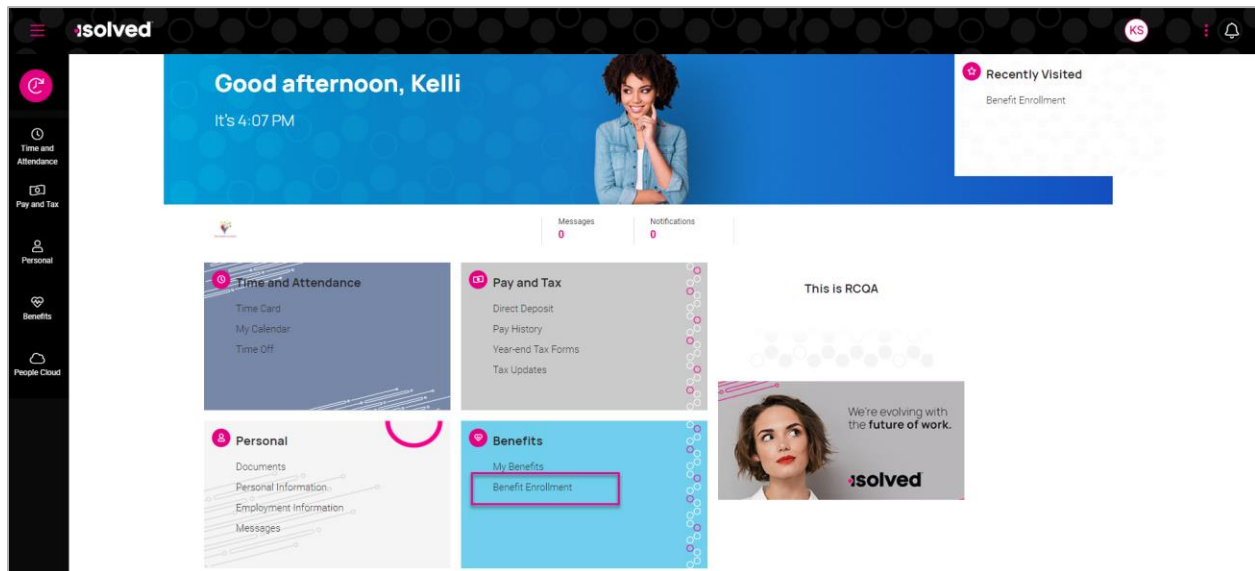 isolved
KS
Good afternoon, Kelli
It's 4:07 PM
Recently Visited
Benefit Enrollment
Time and
Attendance
Pay and Tax
Personal
Benefits
People Cloud
Messages
0
Notifications
0
Time and Attendance
Time Card
My Calendar
Time Off
Pay and Tax
Direct Deposit
Pay History
Year-end Tax Forms
Tax Updates
This is RCQA
Personal
Documents
Personal Information
Employment Information
Messages
Benefits
My Benefits
Benefit Enrollment
We're evolving with
the future of work.
isolved